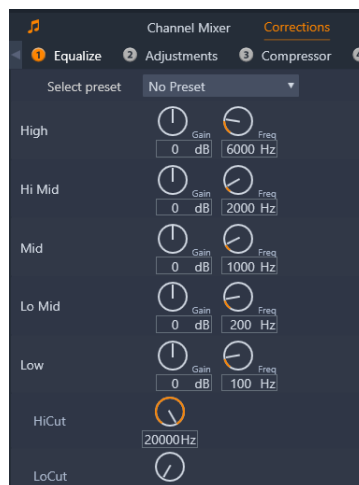 Channel Mixer Corrections
1 Equalize 2 Adjustments 3 Compressor
Select preset No Preset
High Gain Freq
0 dB 6000 Hz
Hi Mid Gain Freq
0 dB 2000 Hz
Mid Gain Freq
0 dB 1000 Hz
Lo Mid Gain Freq
0 dB 200 Hz
Low Gain Freq
0 dB 100 Hz
HiCut
20000Hz
LoCut